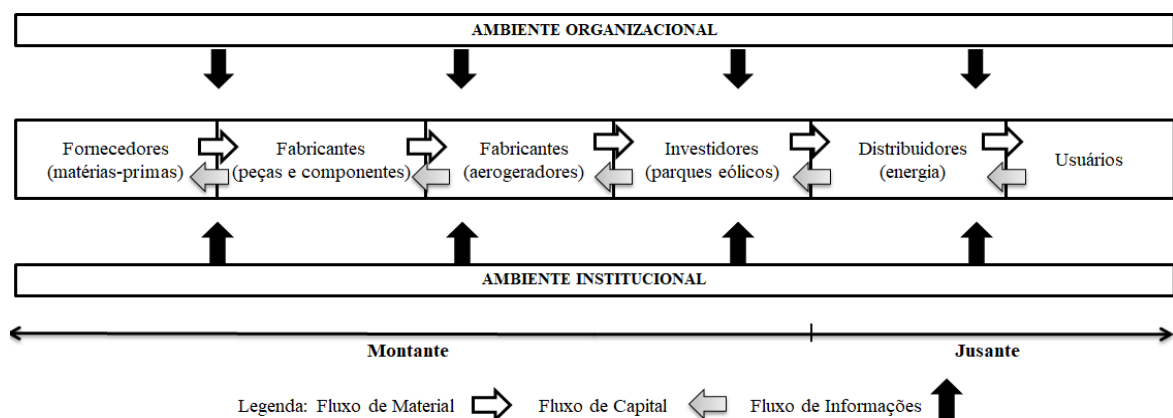 AMBIENTE ORGANIZACIONAL
Fornecedores
(matérias-primas)
Fabricantes
(peças e componentes)
Fabricantes
(aerogeradores)
Investidores
(parques eólicos)
Distribuidores
(energia)
Usuários
AMBIENTE INSTITUCIONAL
Montante
Jusante
Legenda: Fluxo de Material
Fluxo de Capital
Fluxo de Informações